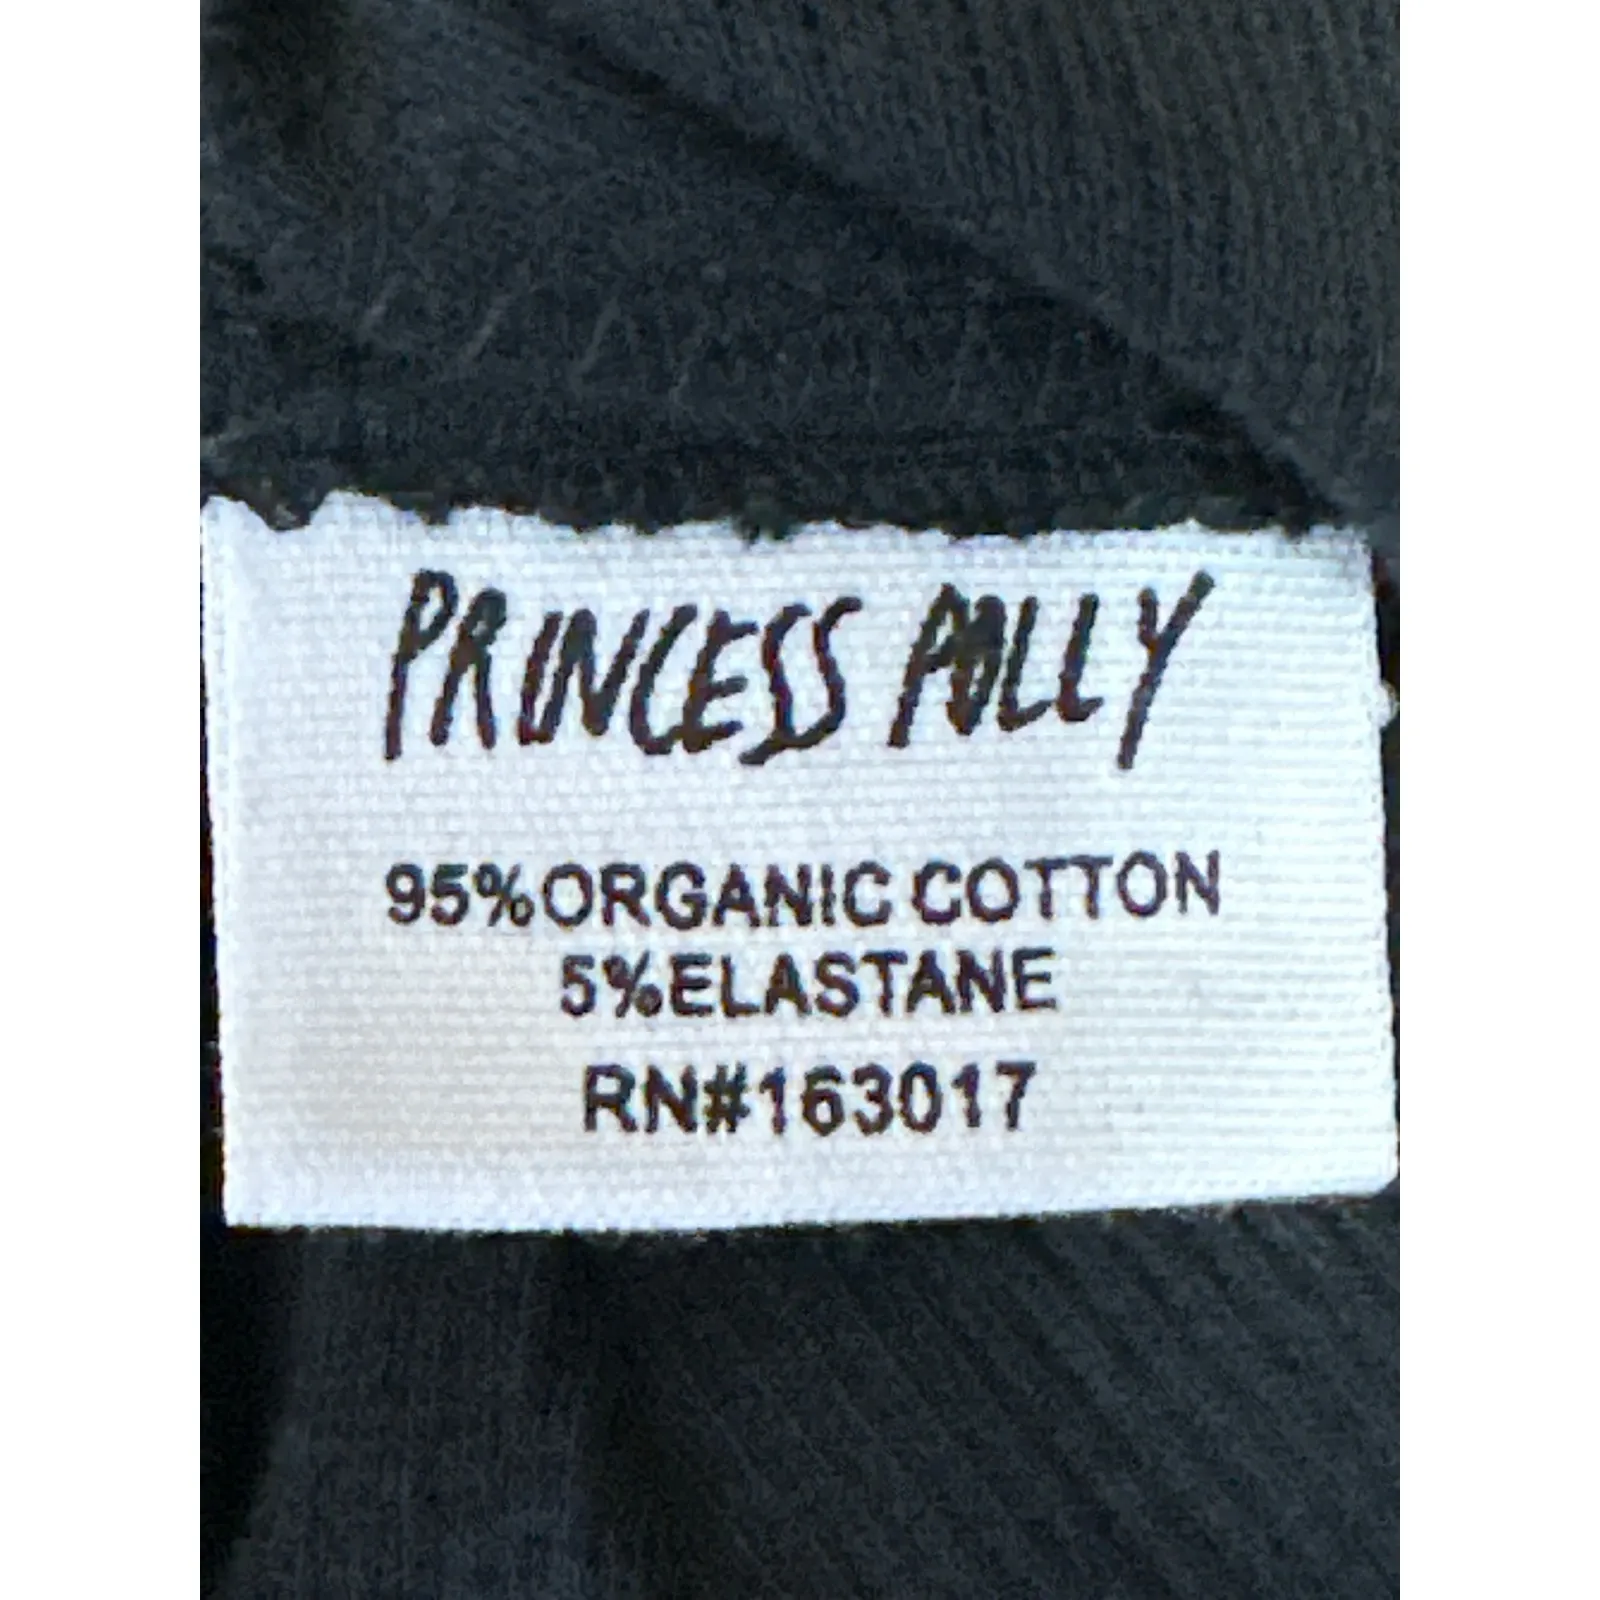 PRINCESS POLLY
95%ORGANIC COTTON
5%ELASTANE
RN#163017